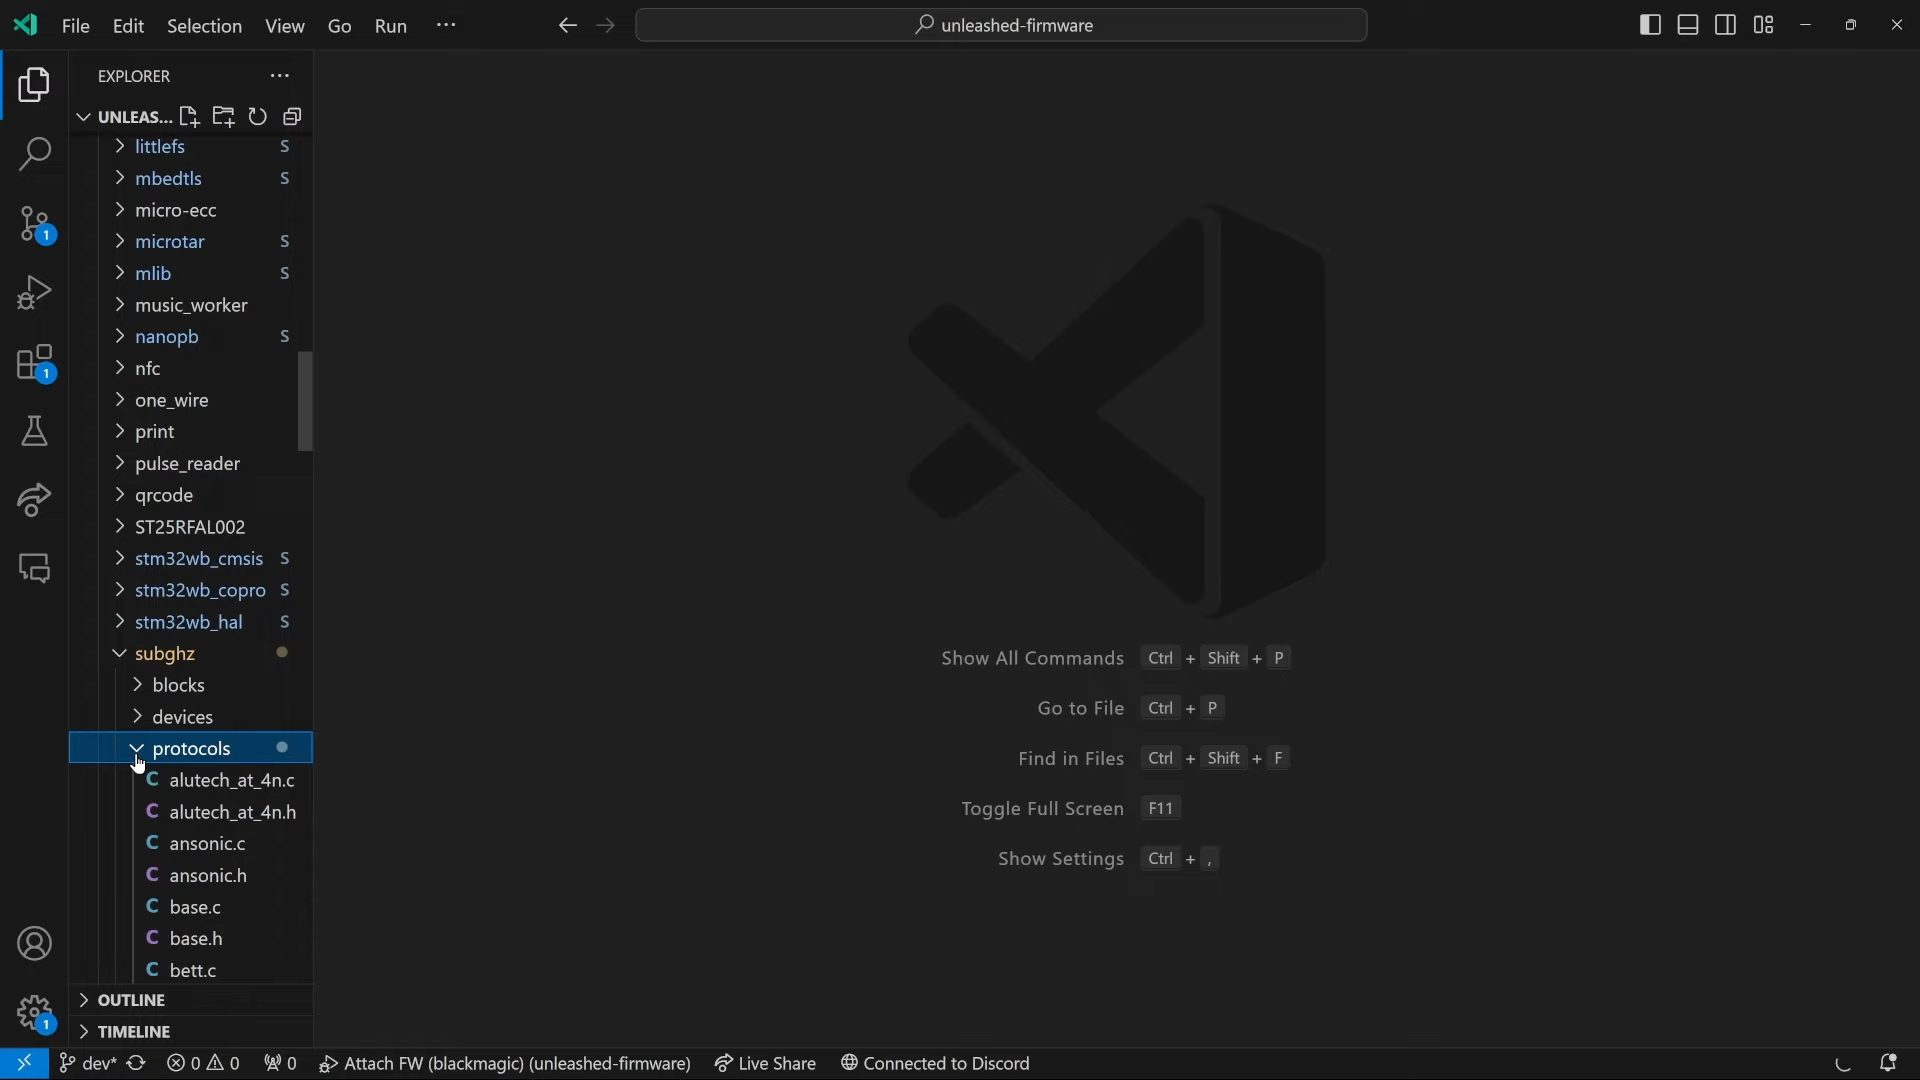 File Edit Selection View Go Run ···
unleashed-firmware
EXPLORER ···
UNLEAS...
littlefs S
mbedtls S
micro-ecc
microtar S
mlib S
music_worker
nanopb S
nfc
one_wire
print
pulse_reader
qrcode
ST25RFAL002
stm32wb_cmsis S
stm32wb_copro S
stm32wb_hal S
subghz
blocks
devices
protocols
C alutech_at_4n.c
C alutech_at_4n.h
C ansonic.c
C ansonic.h
C base.c
C base.h
C bett.c
OUTLINE
TIMELINE
1
1
1
Show All Commands Ctrl + Shift + P
Go to File Ctrl + P
Find in Files Ctrl + Shift + F
Toggle Full Screen F11
Show Settings Ctrl + ,
dev* 0 0 0 Attach FW (blackmagic) (unleashed-firmware) Live Share Connected to Discord